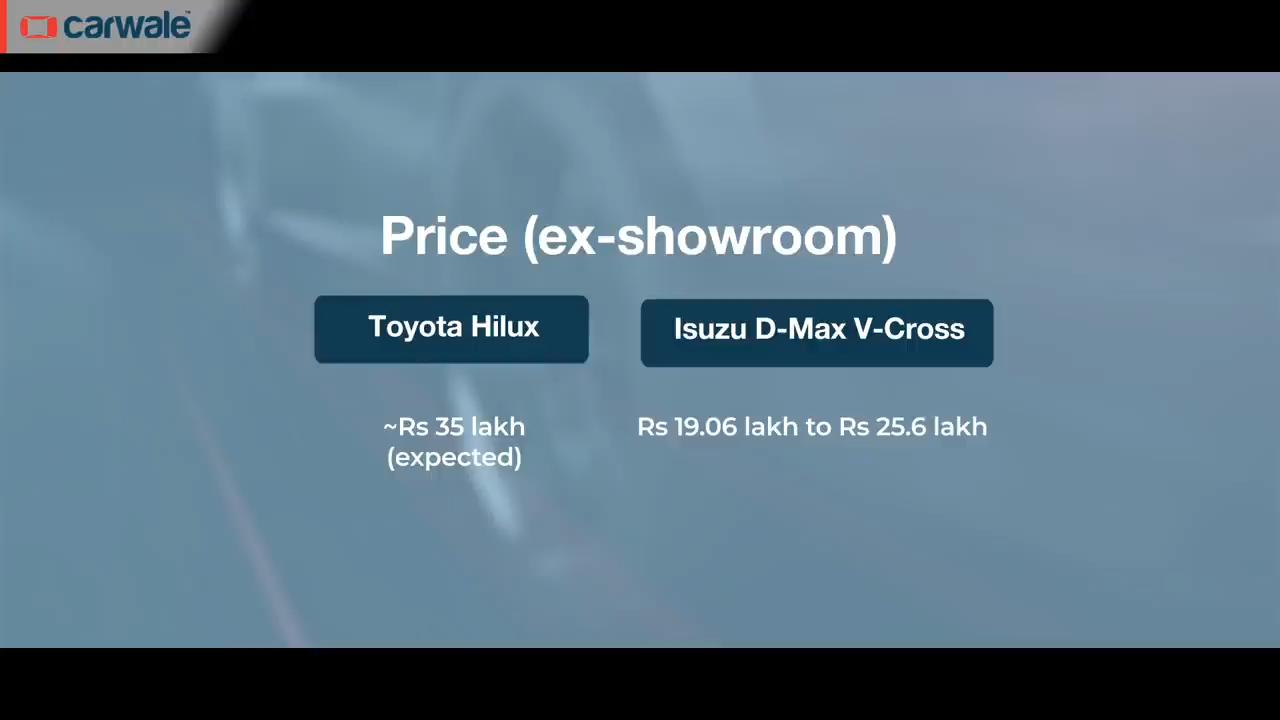 carwale™
Price (ex-showroom)
Toyota Hilux
Isuzu D-Max V-Cross
~Rs 35 lakh
(expected)
Rs 19.06 lakh to Rs 25.6 lakh